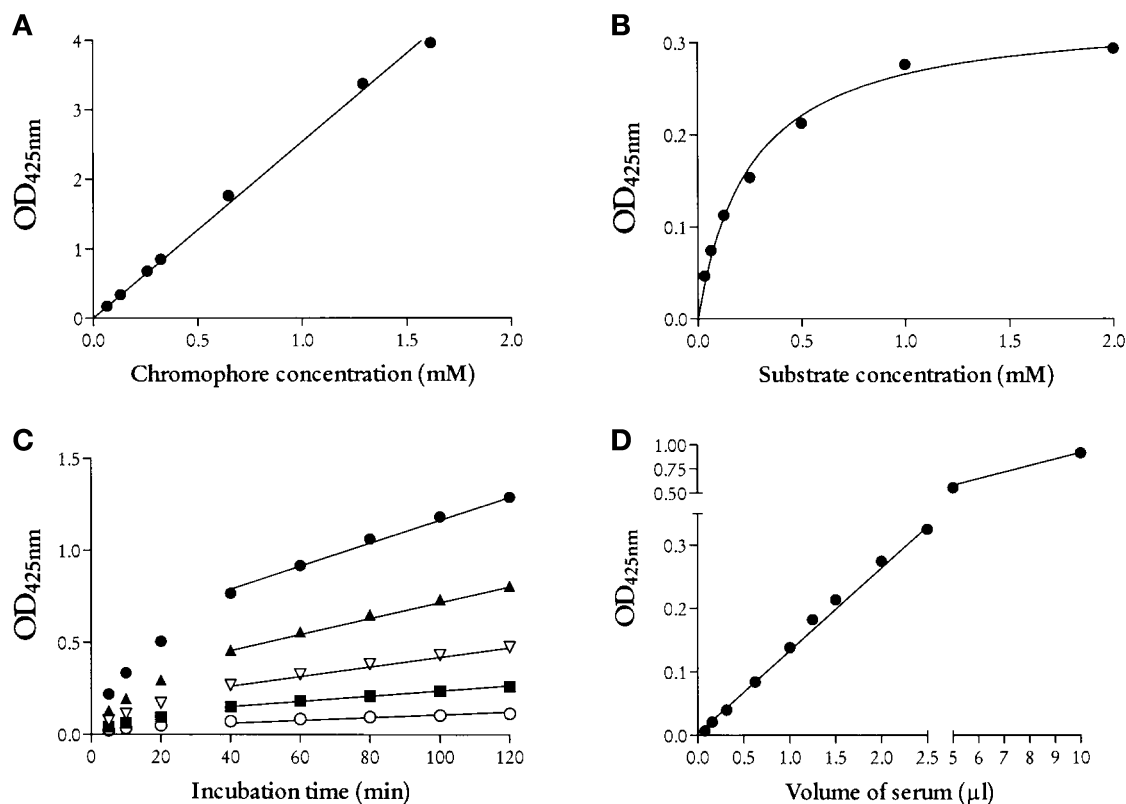 A
4
3
2
1
0
OD425nm
0.0 0.5 1.0 1.5 2.0
Chromophore concentration (mM)
B
0.3
0.2
0.1
0.0
OD425nm
0.0 0.5 1.0 1.5 2.0
Substrate concentration (mM)
C
1.5
1.0
0.5
0.0
OD425nm
0 20 40 60 80 100 120
Incubation time (min)
D
1.00
0.75
0.50
0.3
0.2
0.1
0.0
OD425nm
0.0 0.5 1.0 1.5 2.0 2.5 5 6 7 8 9 10
Volume of serum (µl)